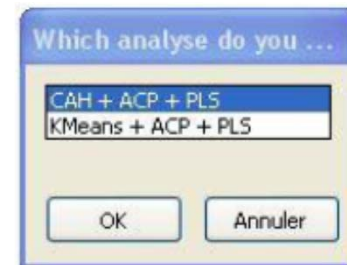 Which analyse do you ...
CAH + ACP + PLS
KMeans + ACP + PLS
OK Annuler